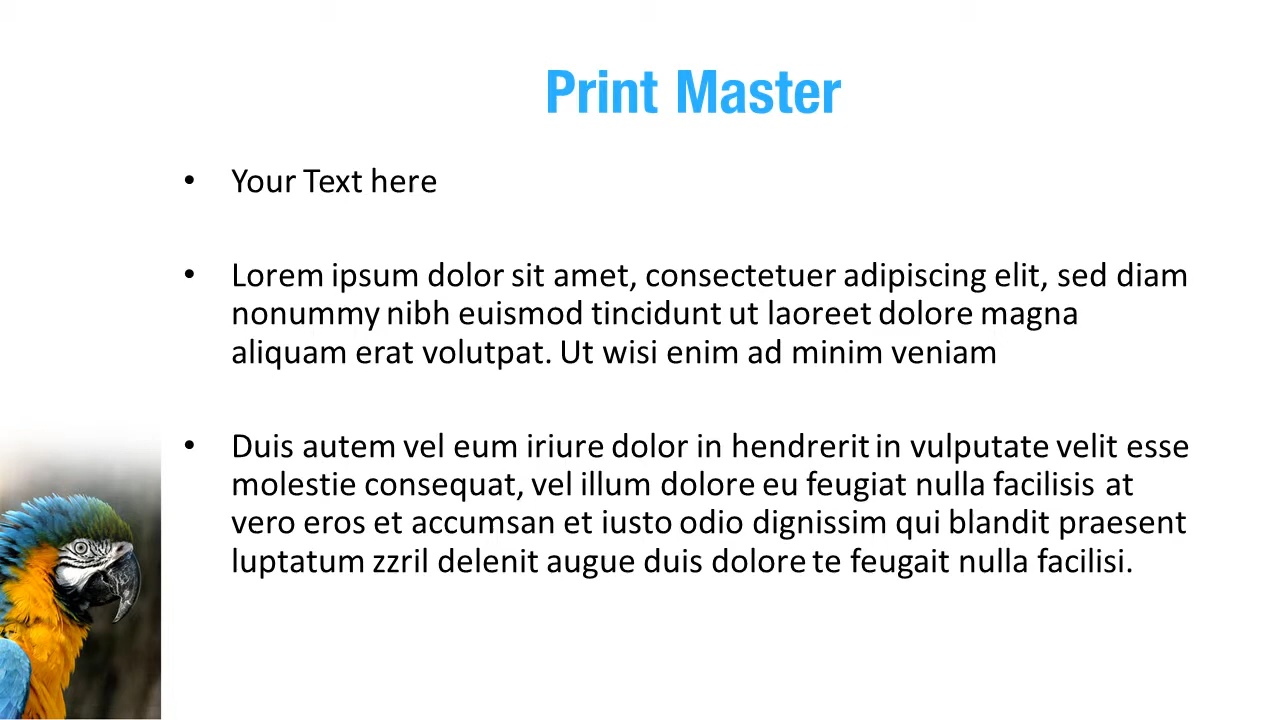 Print Master
• Your Text here
• Lorem ipsum dolor sit amet, consectetuer adipiscing elit, sed diam
nonummy nibh euismod tincidunt ut laoreet dolore magna
aliquam erat volutpat. Ut wisi enim ad minim veniam
• Duis autem vel eum iriure dolor in hendrerit in vulputate velit esse
molestie consequat, vel illum dolore eu feugiat nulla facilisis at
vero eros et accumsan et iusto odio dignissim qui blandit praesent
luptatum zzril delenit augue duis dolore te feugait nulla facilisi.